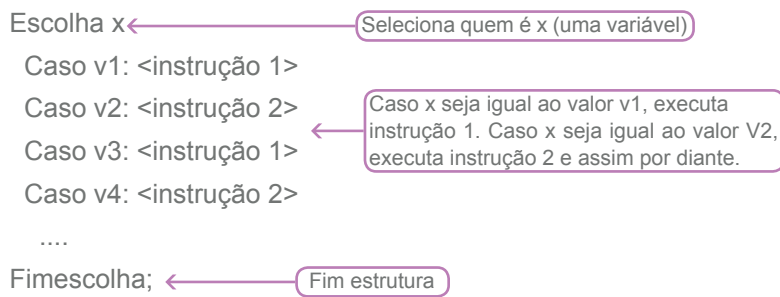 Escolha x
Seleciona quem é x (uma variável)
Caso v1: <instrução 1>
Caso v2: <instrução 2>
Caso v3: <instrução 1>
Caso v4: <instrução 2>
Caso x seja igual ao valor v1, executa
instrução 1. Caso x seja igual ao valor V2,
executa instrução 2 e assim por diante.
....
Fimescolha;
Fim estrutura